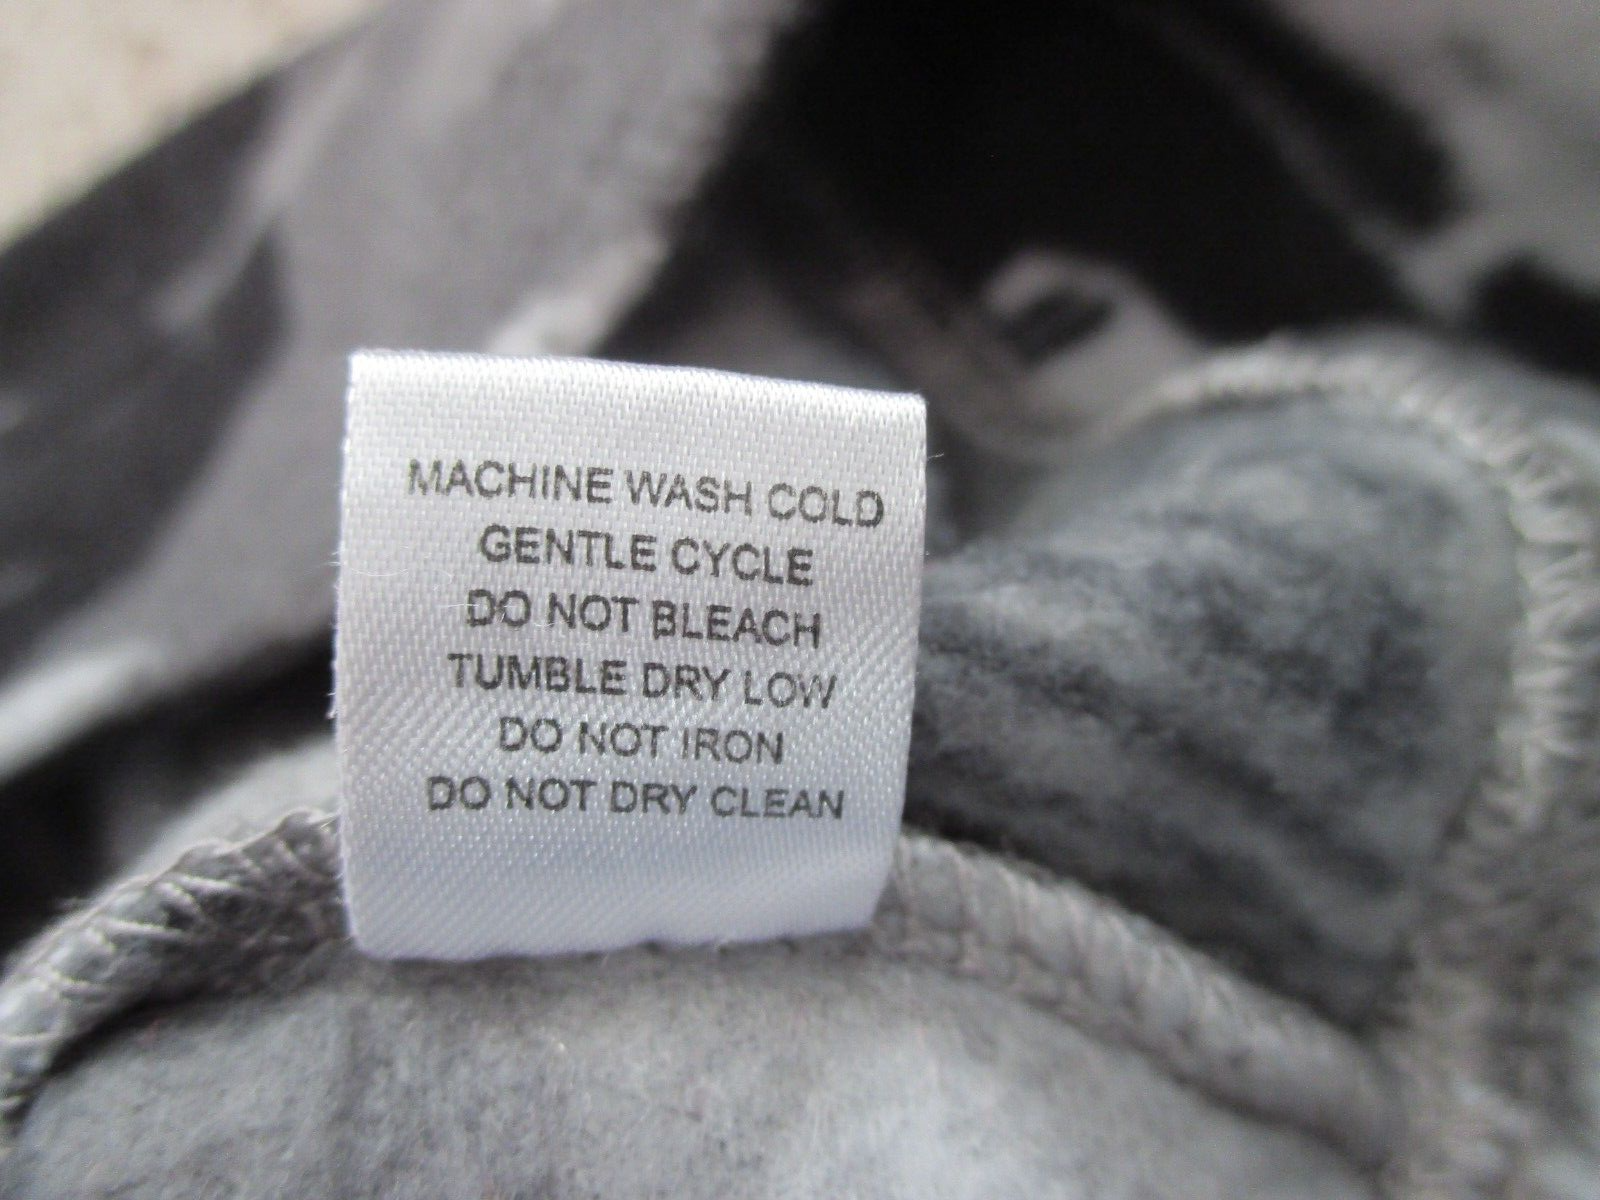 MACHINE WASH COLD
GENTLE CYCLE
DO NOT BLEACH
TUMBLE DRY LOW
DO NOT IRON
DO NOT DRY CLEAN